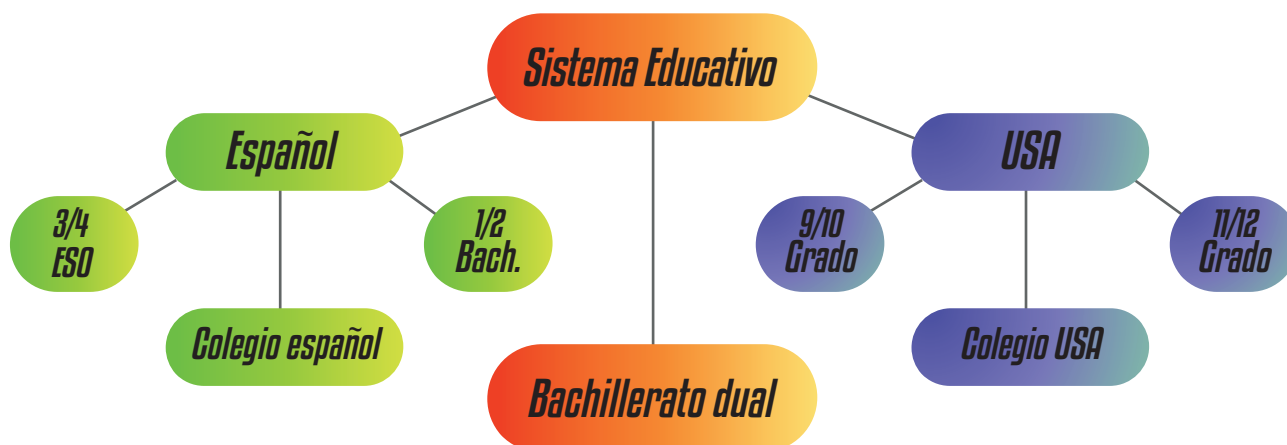 Sistema Educativo
Español
USA
3/4
ESO
1/2
Bach.
9/10
Grado
11/12
Grado
Colegio español
Colegio USA
Bachillerato dual